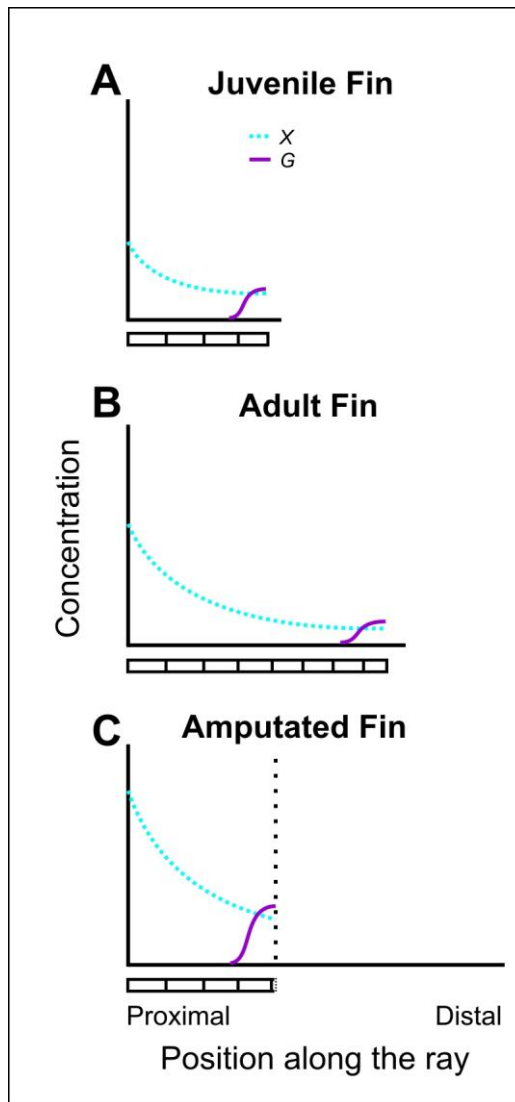 A Juvenile Fin
X
G
B Adult Fin
Concentration
C Amputated Fin
Proximal Distal
Position along the ray